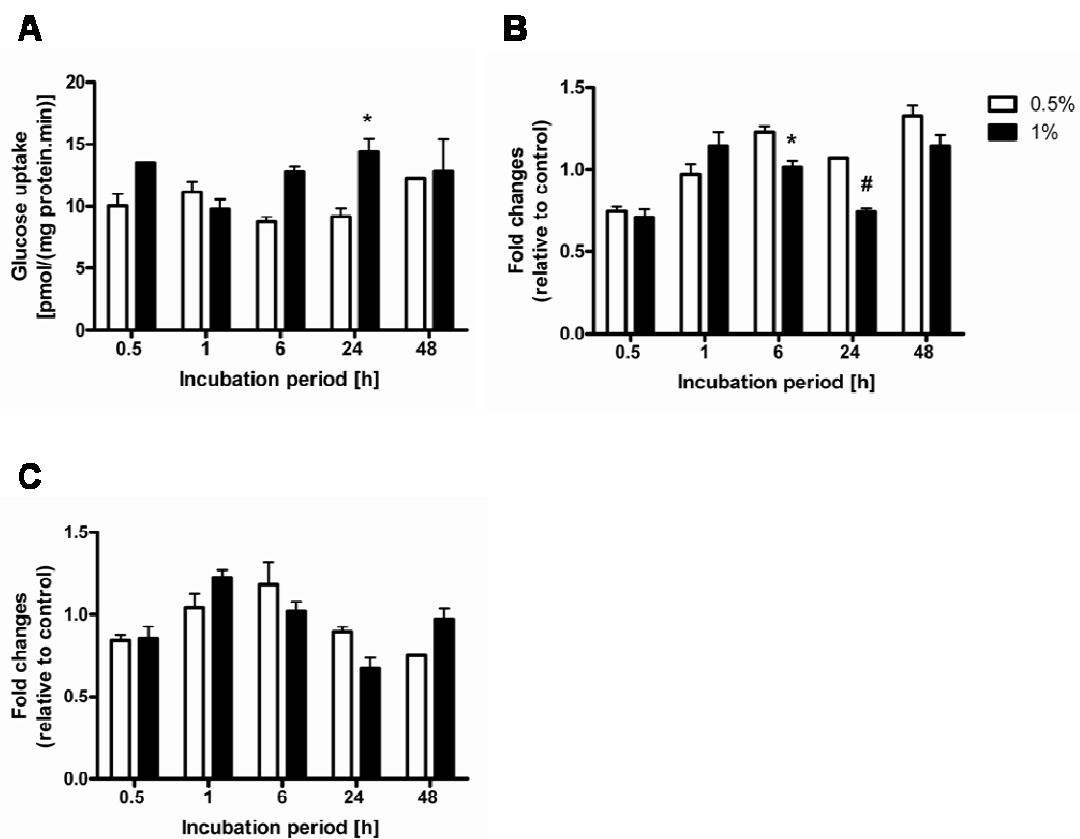 A
20
15
10
5
0
Glucose uptake
[pmol/(mg protein.min)]
*
0.5 1 6 24 48
Incubation period [h]
B
1.5
1.0
0.5
0.0
Fold changes
(relative to control)
*
#
0.5 1 6 24 48
Incubation period [h]
0.5%
1%
C
1.5
1.0
0.5
0.0
Fold changes
(relative to control)
0.5 1 6 24 48
Incubation period [h]